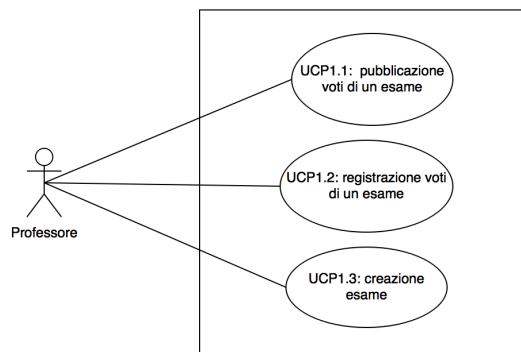 UCP1.1: pubblicazione
voti di un esame
UCP1.2: registrazione voti
di un esame
Professore
UCP1.3: creazione
esame